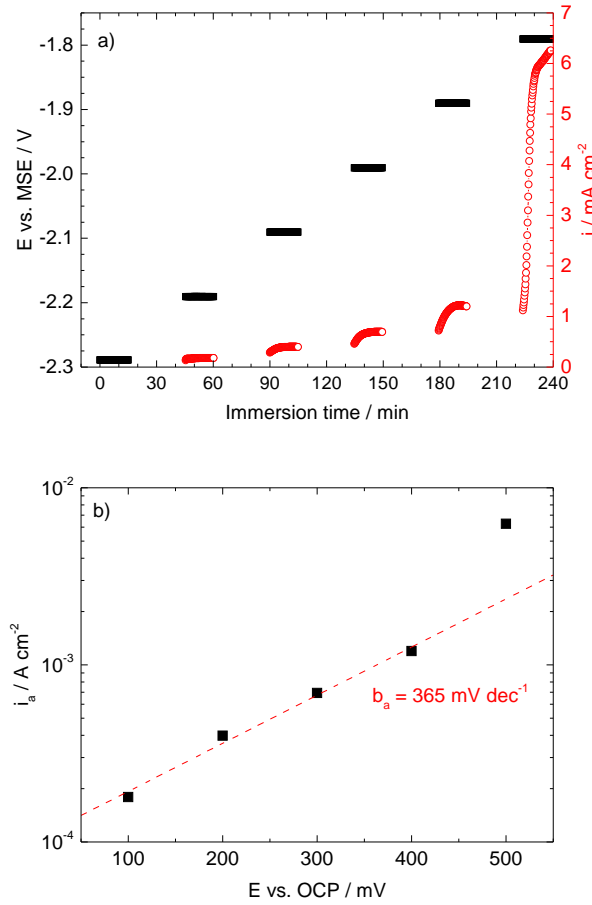 a)
-1.8
-1.9
-2.0
-2.1
-2.2
-2.3
E vs. MSE / V
7
6
5
4
3
2
1
0
i / mA cm-2
0 30 60 90 120 150 180 210 240
Immersion time / min
b)
10-2
10-3
10-4
ia / A cm-2
ba = 365 mV dec-1
100 200 300 400 500
E vs. OCP / mV